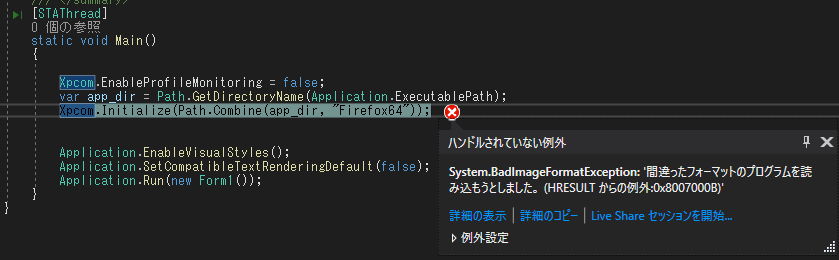 /// </summary>
[STAThread]
0 個の参照
static void Main()
{
Xpcom.EnableProfileMonitoring = false;
var app_dir = Path.GetDirectoryName(Application.ExecutablePath);
Xpcom.Initialize(Path.Combine(app_dir, "Firefox64"));
ハンドルされていない例外
System.BadImageFormatException: '間違ったフォーマットのプログラムを読
み込もうとしました。 (HRESULT からの例外:0x8007000B)'
詳細の表示 | 詳細のコピー | Live Share セッションを開始...
例外設定
Application.EnableVisualStyles();
Application.SetCompatibleTextRenderingDefault(false);
Application.Run(new Form1());
}
}